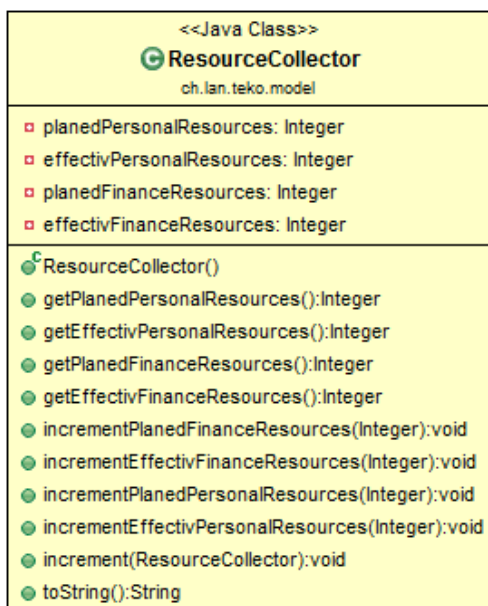 <<Java Class>>
C ResourceCollector
ch.lan.teko.model
planedPersonalResources: Integer
effectivPersonalResources: Integer
planedFinanceResources: Integer
effectivFinanceResources: Integer
C ResourceCollector()
getPlanedPersonalResources():Integer
getEffectivPersonalResources():Integer
getPlanedFinanceResources():Integer
getEffectivFinanceResources():Integer
incrementPlanedFinanceResources(Integer):void
incrementEffectivFinanceResources(Integer):void
incrementPlanedPersonalResources(Integer):void
incrementEffectivPersonalResources(Integer):void
increment(ResourceCollector):void
toString():String